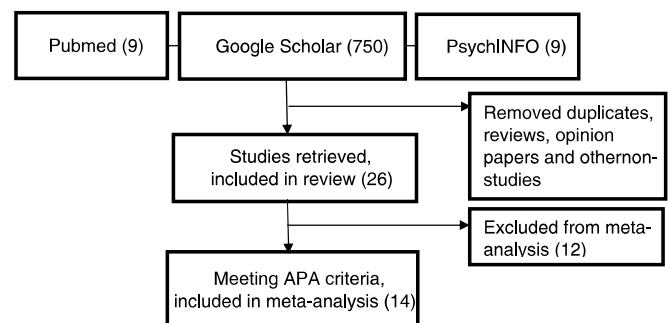 Pubmed (9)
Google Scholar (750)
PsychINFO (9)
Removed duplicates,
reviews, opinion
papers and othernon-
studies
Studies retrieved,
included in review (26)
Excluded from meta-
analysis (12)
Meeting APA criteria,
included in meta-analysis (14)